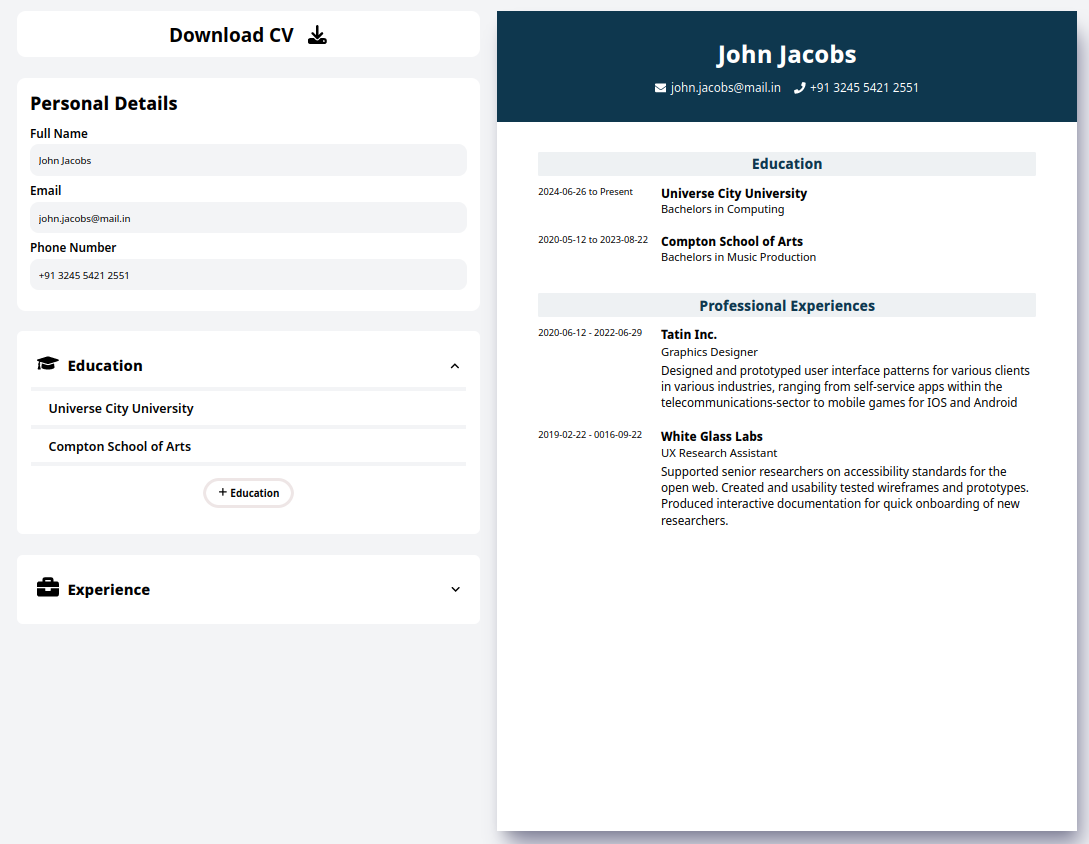 Download CV
Personal Details
Full Name
John Jacobs
Email
john.jacobs@mail.in
Phone Number
+91 3245 5421 2551
Education
Universe City University
Compton School of Arts
+ Education
Experience
John Jacobs
john.jacobs@mail.in +91 3245 5421 2551
Education
2024-06-26 to Present Universe City University
Bachelors in Computing
2020-05-12 to 2023-08-22 Compton School of Arts
Bachelors in Music Production
Professional Experiences
2020-06-12 - 2022-06-29 Tatin Inc.
Graphics Designer
Designed and prototyped user interface patterns for various clients
in various industries, ranging from self-service apps within the
telecommunications-sector to mobile games for IOS and Android
2019-02-22 - 0016-09-22 White Glass Labs
UX Research Assistant
Supported senior researchers on accessibility standards for the
open web. Created and usability tested wireframes and prototypes.
Produced interactive documentation for quick onboarding of new
researchers.